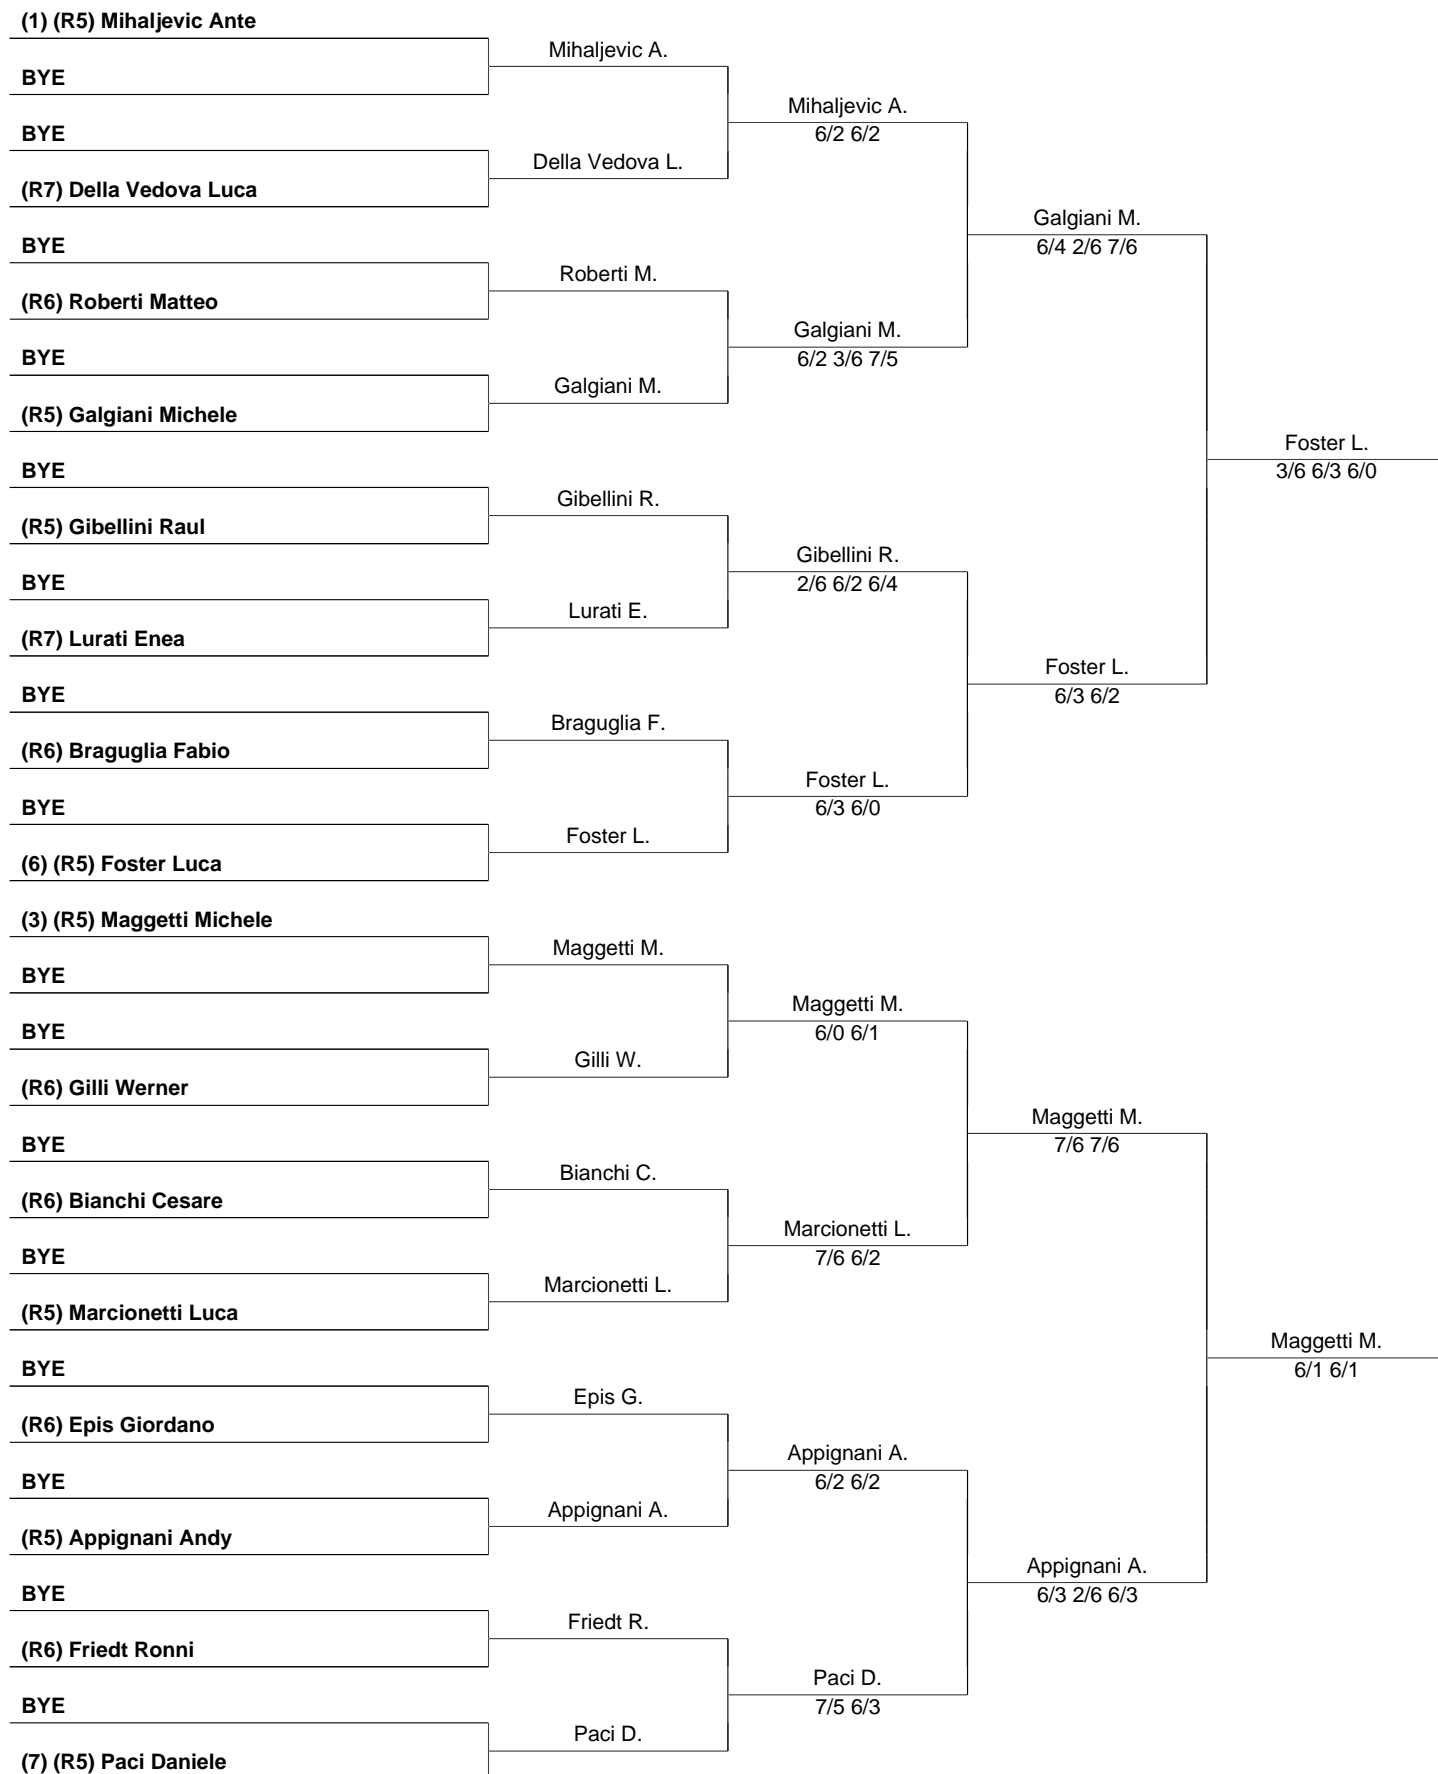 (1) (R5) Mihaljevic Ante
Mihaljevic A.
BYE
Mihaljevic A.
6/2 6/2
BYE
Della Vedova L.
(R7) Della Vedova Luca
Galgiani M.
6/4 2/6 7/6
BYE
Roberti M.
(R6) Roberti Matteo
Galgiani M.
6/2 3/6 7/5
BYE
Galgiani M.
(R5) Galgiani Michele
Foster L.
3/6 6/3 6/0
BYE
Gibellini R.
(R5) Gibellini Raul
Gibellini R.
2/6 6/2 6/4
BYE
Lurati E.
(R7) Lurati Enea
Foster L.
6/3 6/2
BYE
Braguglia F.
(R6) Braguglia Fabio
Foster L.
6/3 6/0
BYE
Foster L.
(6) (R5) Foster Luca
(3) (R5) Maggetti Michele
Maggetti M.
BYE
Maggetti M.
6/0 6/1
BYE
Gilli W.
(R6) Gilli Werner
Maggetti M.
7/6 7/6
BYE
Bianchi C.
(R6) Bianchi Cesare
Marcionetti L.
7/6 6/2
BYE
Marcionetti L.
(R5) Marcionetti Luca
Maggetti M.
6/1 6/1
BYE
Epis G.
(R6) Epis Giordano
Appignani A.
6/2 6/2
BYE
Appignani A.
(R5) Appignani Andy
Appignani A.
6/3 2/6 6/3
BYE
Friedt R.
(R6) Friedt Ronni
Paci D.
7/5 6/3
BYE
Paci D.
(7) (R5) Paci Daniele